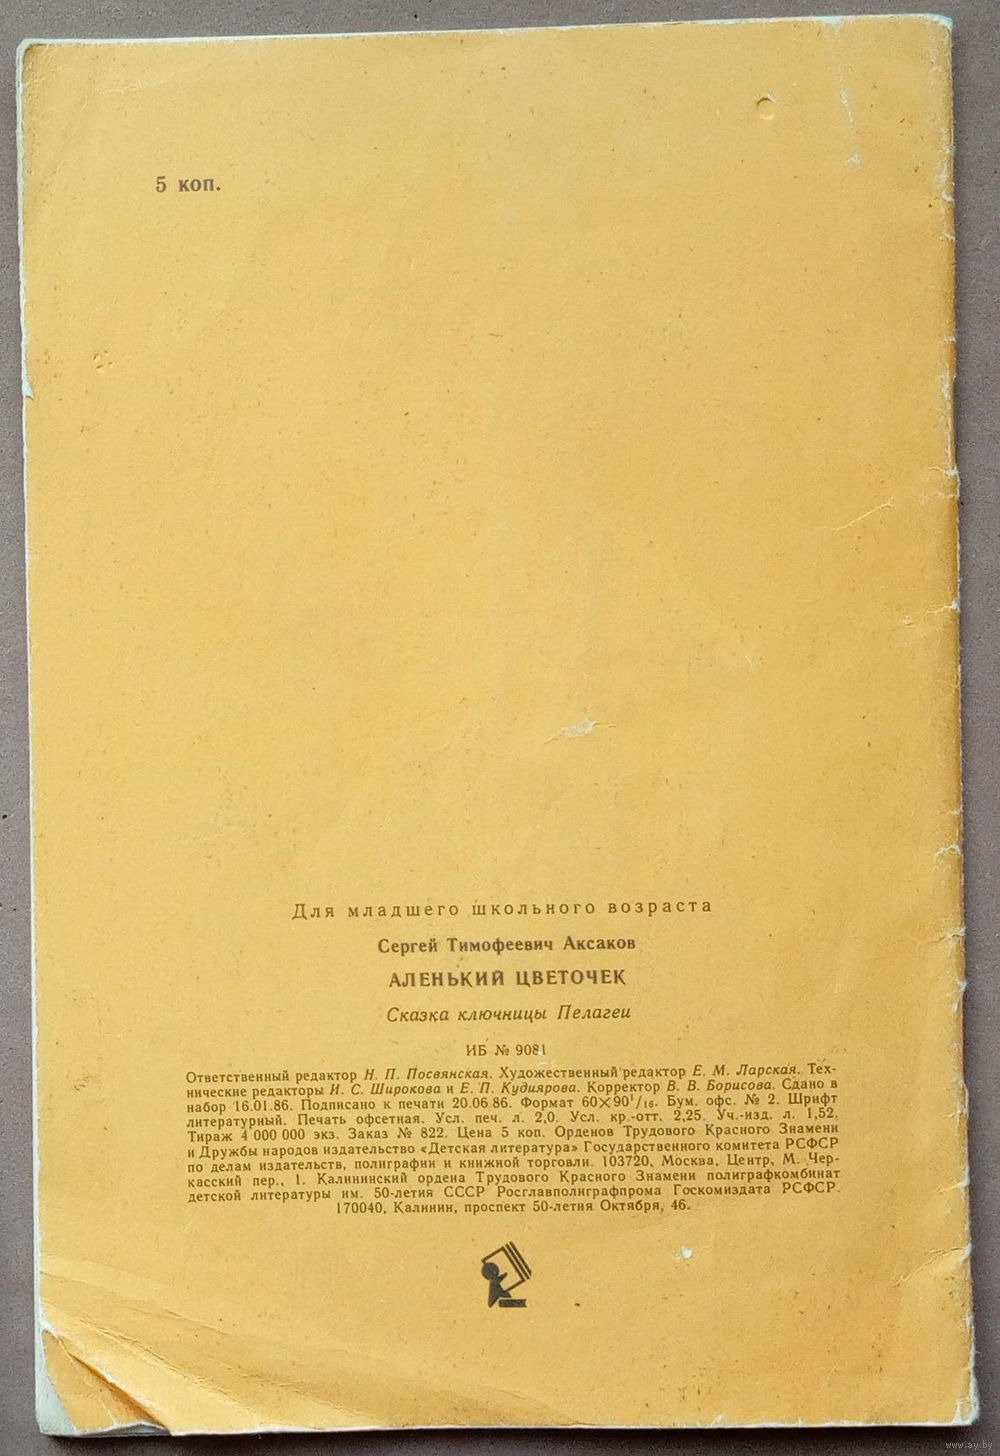 5 коп.
Для младшего школьного возраста
Сергей Тимофеевич Аксаков
АЛЕНЬКИЙ ЦВЕТОЧЕК
Сказка ключницы Пелагеи
ИБ № 9081
Ответственный редактор Н. П. Посвянская. Художественный редактор Е. М. Ларская. Тех-
нические редакторы И. С. Широкова и Е. П. Кудиярова. Корректор В. В. Борисова. Сдано в
набор 16.01.86. Подписано к печати 20.06.86. Формат 60×90¹/₁₆. Бум. офс. № 2. Шрифт
литературный. Печать офсетная. Усл. печ. л. 2,0. Усл. кр.-отт. 2,25. Уч.-изд. л. 1,52.
Тираж 4 000 000 экз. Заказ № 822. Цена 5 коп. Орденов Трудового Красного Знамени
и Дружбы народов издательство «Детская литература» Государственного комитета РСФСР
по делам издательств, полиграфии и книжной торговли. 103720, Москва, Центр, М. Чер-
касский пер., 1. Калининский ордена Трудового Красного Знамени полиграфкомбинат
детской литературы им. 50-летия СССР Росглавполиграфпрома Госкомиздата РСФСР.
170040, Калинин, проспект 50-летия Октября, 46.
www.ay.by